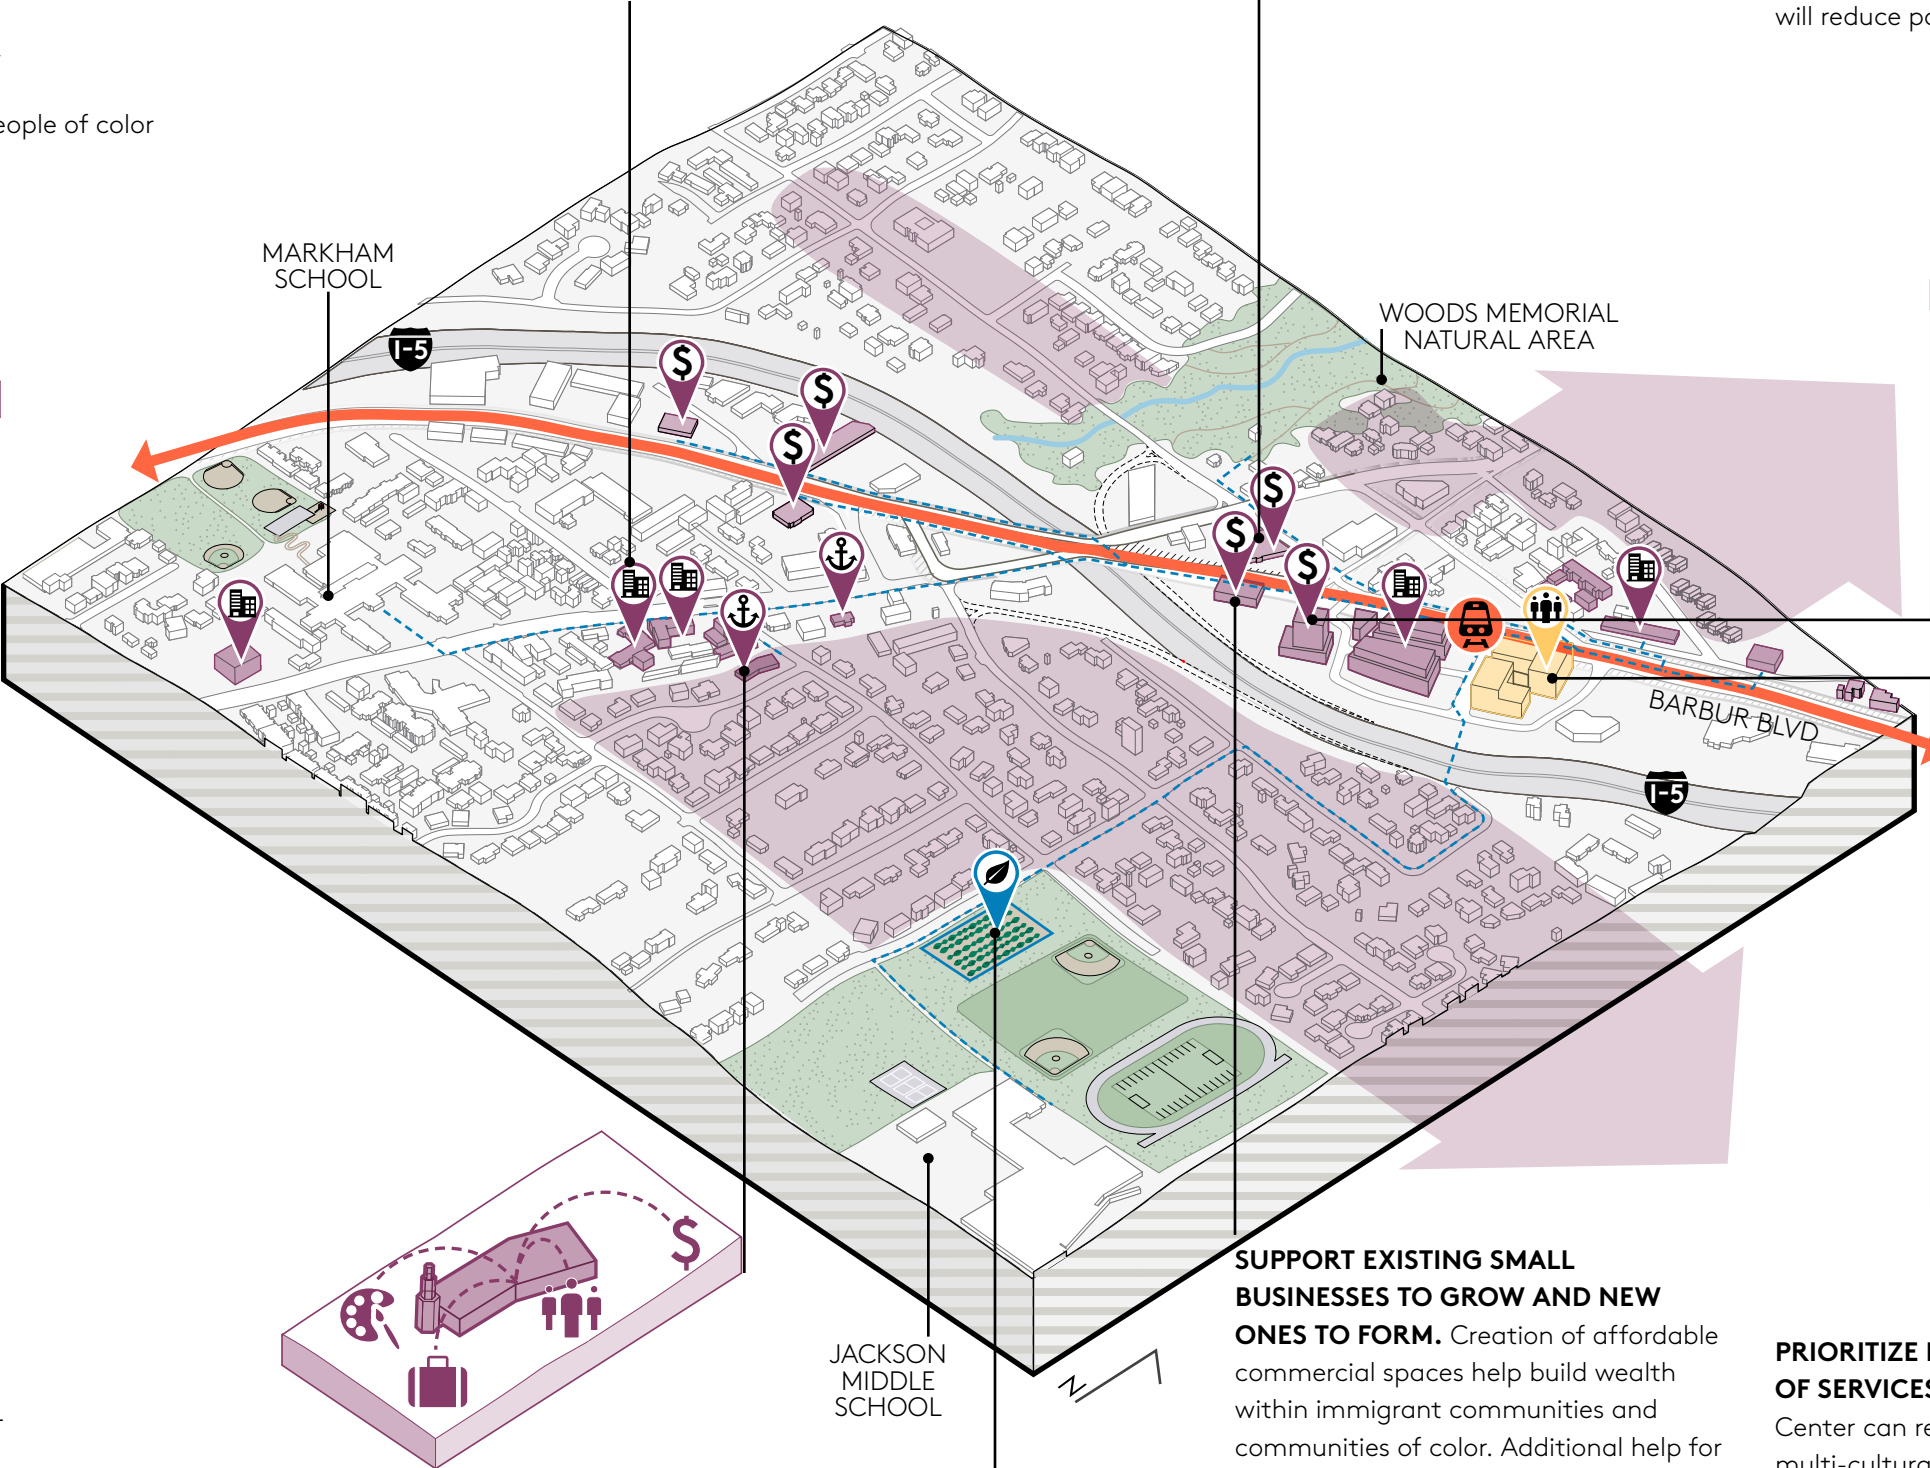 will reduce
eople of color
MARKHAM
SCHOOL
I-5
WOODS MEMORIAL
NATURAL AREA
$
$
$
$
$
$
BARBUR BLVD
I-5
$
JACKSON
MIDDLE
SCHOOL
N
SUPPORT EXISTING SMALL
BUSINESSES TO GROW AND NEW
ONES TO FORM. Creation of affordable
commercial spaces help build wealth
within immigrant communities and
communities of color. Additional help for
PRIORITIZE
OF SERVICES
Center can
multi-cultura